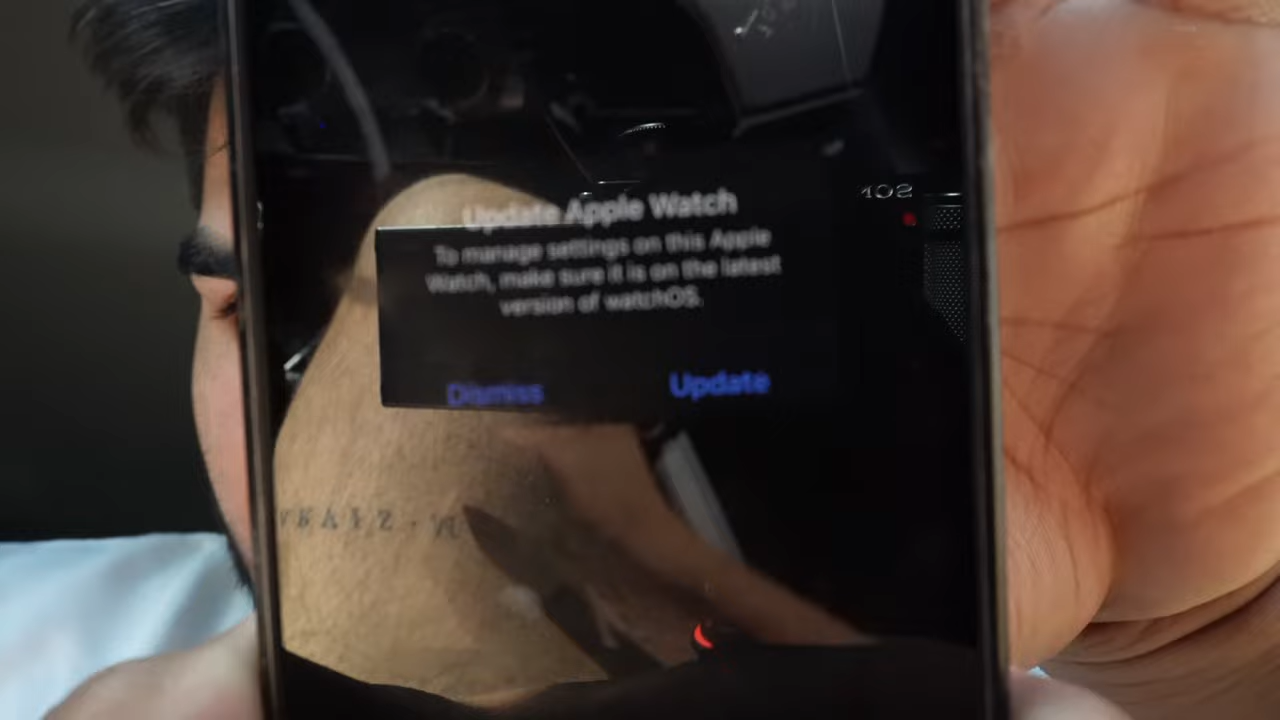 Update Apple Watch
To manage settings on this Apple
Watch, make sure it is on the latest
version of watchOS.
Dismiss
Update